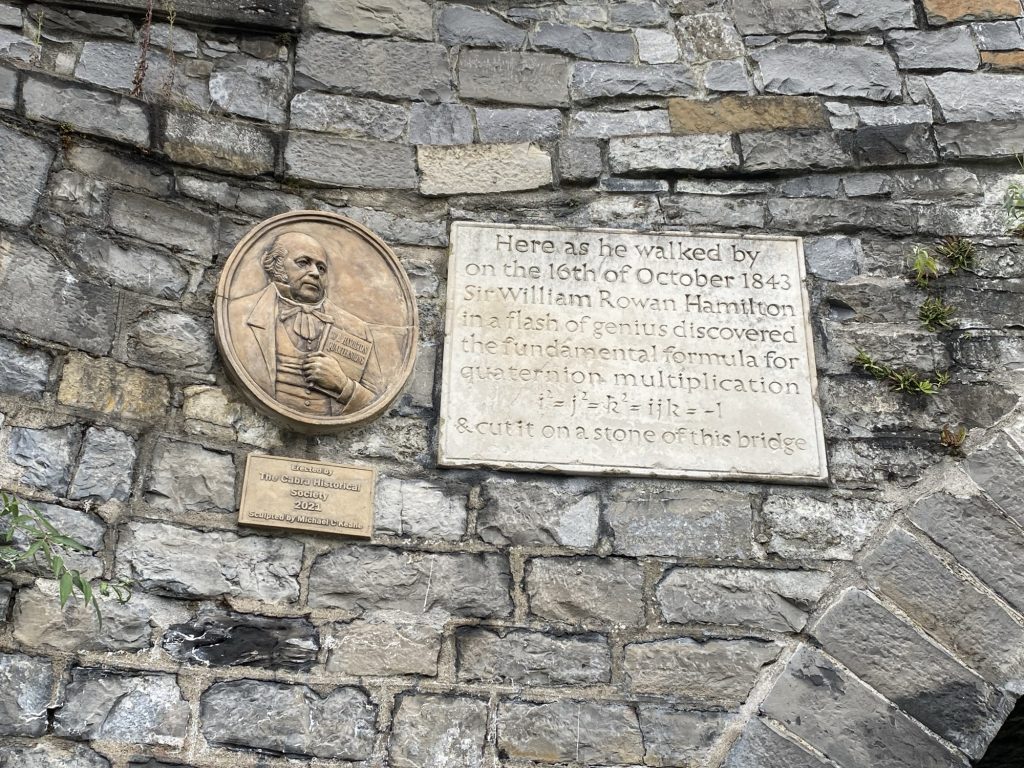 Here as he walked by
on the 16th of October 1843
Sir William Rowan Hamilton
in a flash of genius discovered
the fundamental formula for
quaternion multiplication
i² = j² = k² = ijk = -1
& cut it on a stone of this bridge
Erected by
The Cabra Historical
Society
2021
Sculpted by Michael C Keane